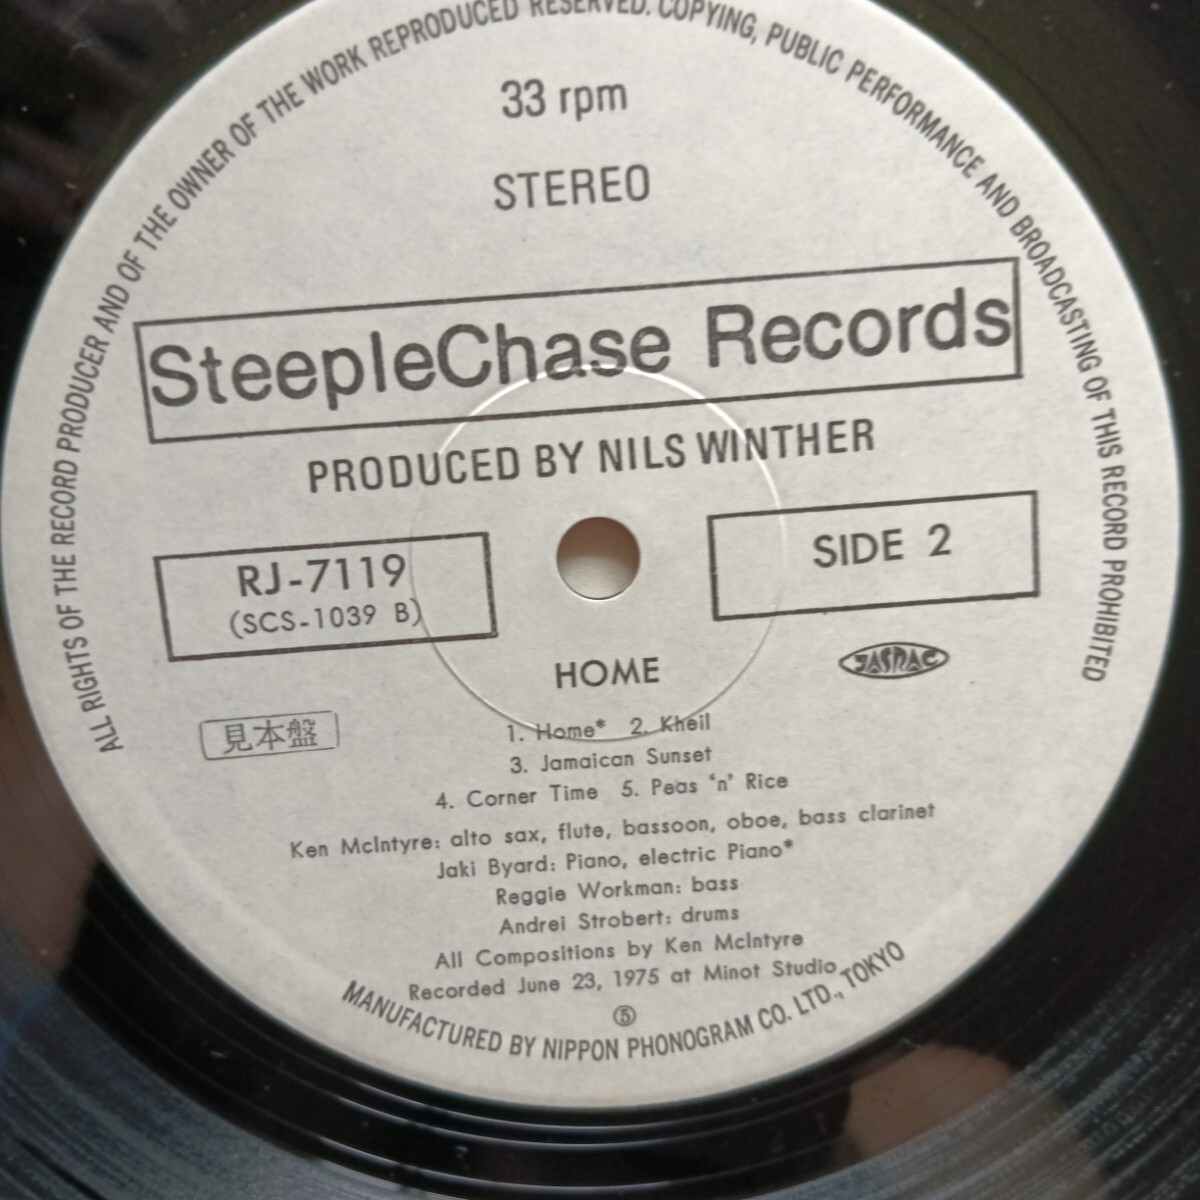 ALL RIGHTS OF THE RECORD PRODUCER AND OF THE OWNER OF THE WORK REPRODUCED RESERVED. COPYING, PUBLIC PERFORMANCE AND BROADCASTING OF THIS RECORD PROHIBITED
33 rpm
STEREO
SteepleChase Records
PRODUCED BY NILS WINTHER
RJ-7119
(SCS-1039 B)
SIDE 2
HOME
JASRAC
見本盤
1. Home* 2. Kheil
3. Jamaican Sunset
4. Corner Time 5. Peas ‘n’ Rice
Ken McIntyre: alto sax, flute, bassoon, oboe, bass clarinet
Jaki Byard: Piano, electric Piano*
Reggie Workman: bass
Andrei Strobert: drums
All Compositions by Ken McIntyre
Recorded June 23, 1975 at Minot Studio
⑤
MANUFACTURED BY NIPPON PHONOGRAM CO. LTD., TOKYO